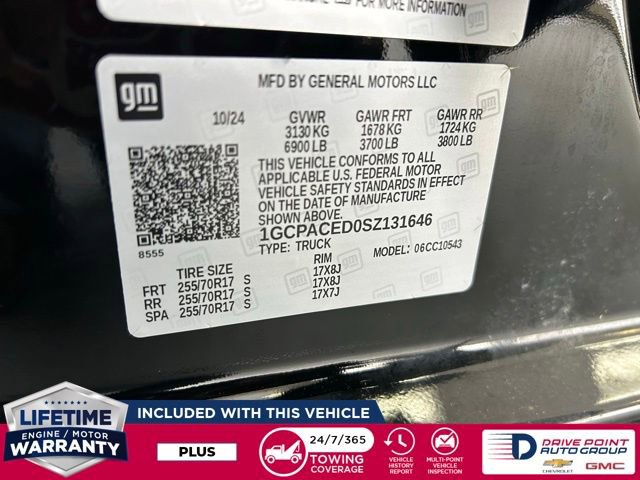 FOR MORE INFORMATION
gm
MFD BY GENERAL MOTORS LLC
10/24 GVWR GAWR FRT GAWR RR
3130 KG 1678 KG 1724 KG
6900 LB 3700 LB 3800 LB
THIS VEHICLE CONFORMS TO ALL
APPLICABLE U.S. FEDERAL MOTOR
VEHICLE SAFETY STANDARDS IN EFFECT
ON THE DATE OF MANUFACTURE
SHOWN ABOVE.
1GCPACED0SZ131646
8555 TYPE: TRUCK MODEL: 06CC10543
TIRE SIZE RIM
FRT 255/70R17 S 17X8J
RR 255/70R17 S 17X8J
SPA 255/70R17 S 17X7J
LIFETIME
ENGINE / MOTOR
WARRANTY
INCLUDED WITH THIS VEHICLE
PLUS
24/7/365
TOWING
COVERAGE
VEHICLE
HISTORY
REPORT
MULTI-POINT
VEHICLE
INSPECTION
DRIVE POINT
AUTO GROUP
CHEVROLET GMC